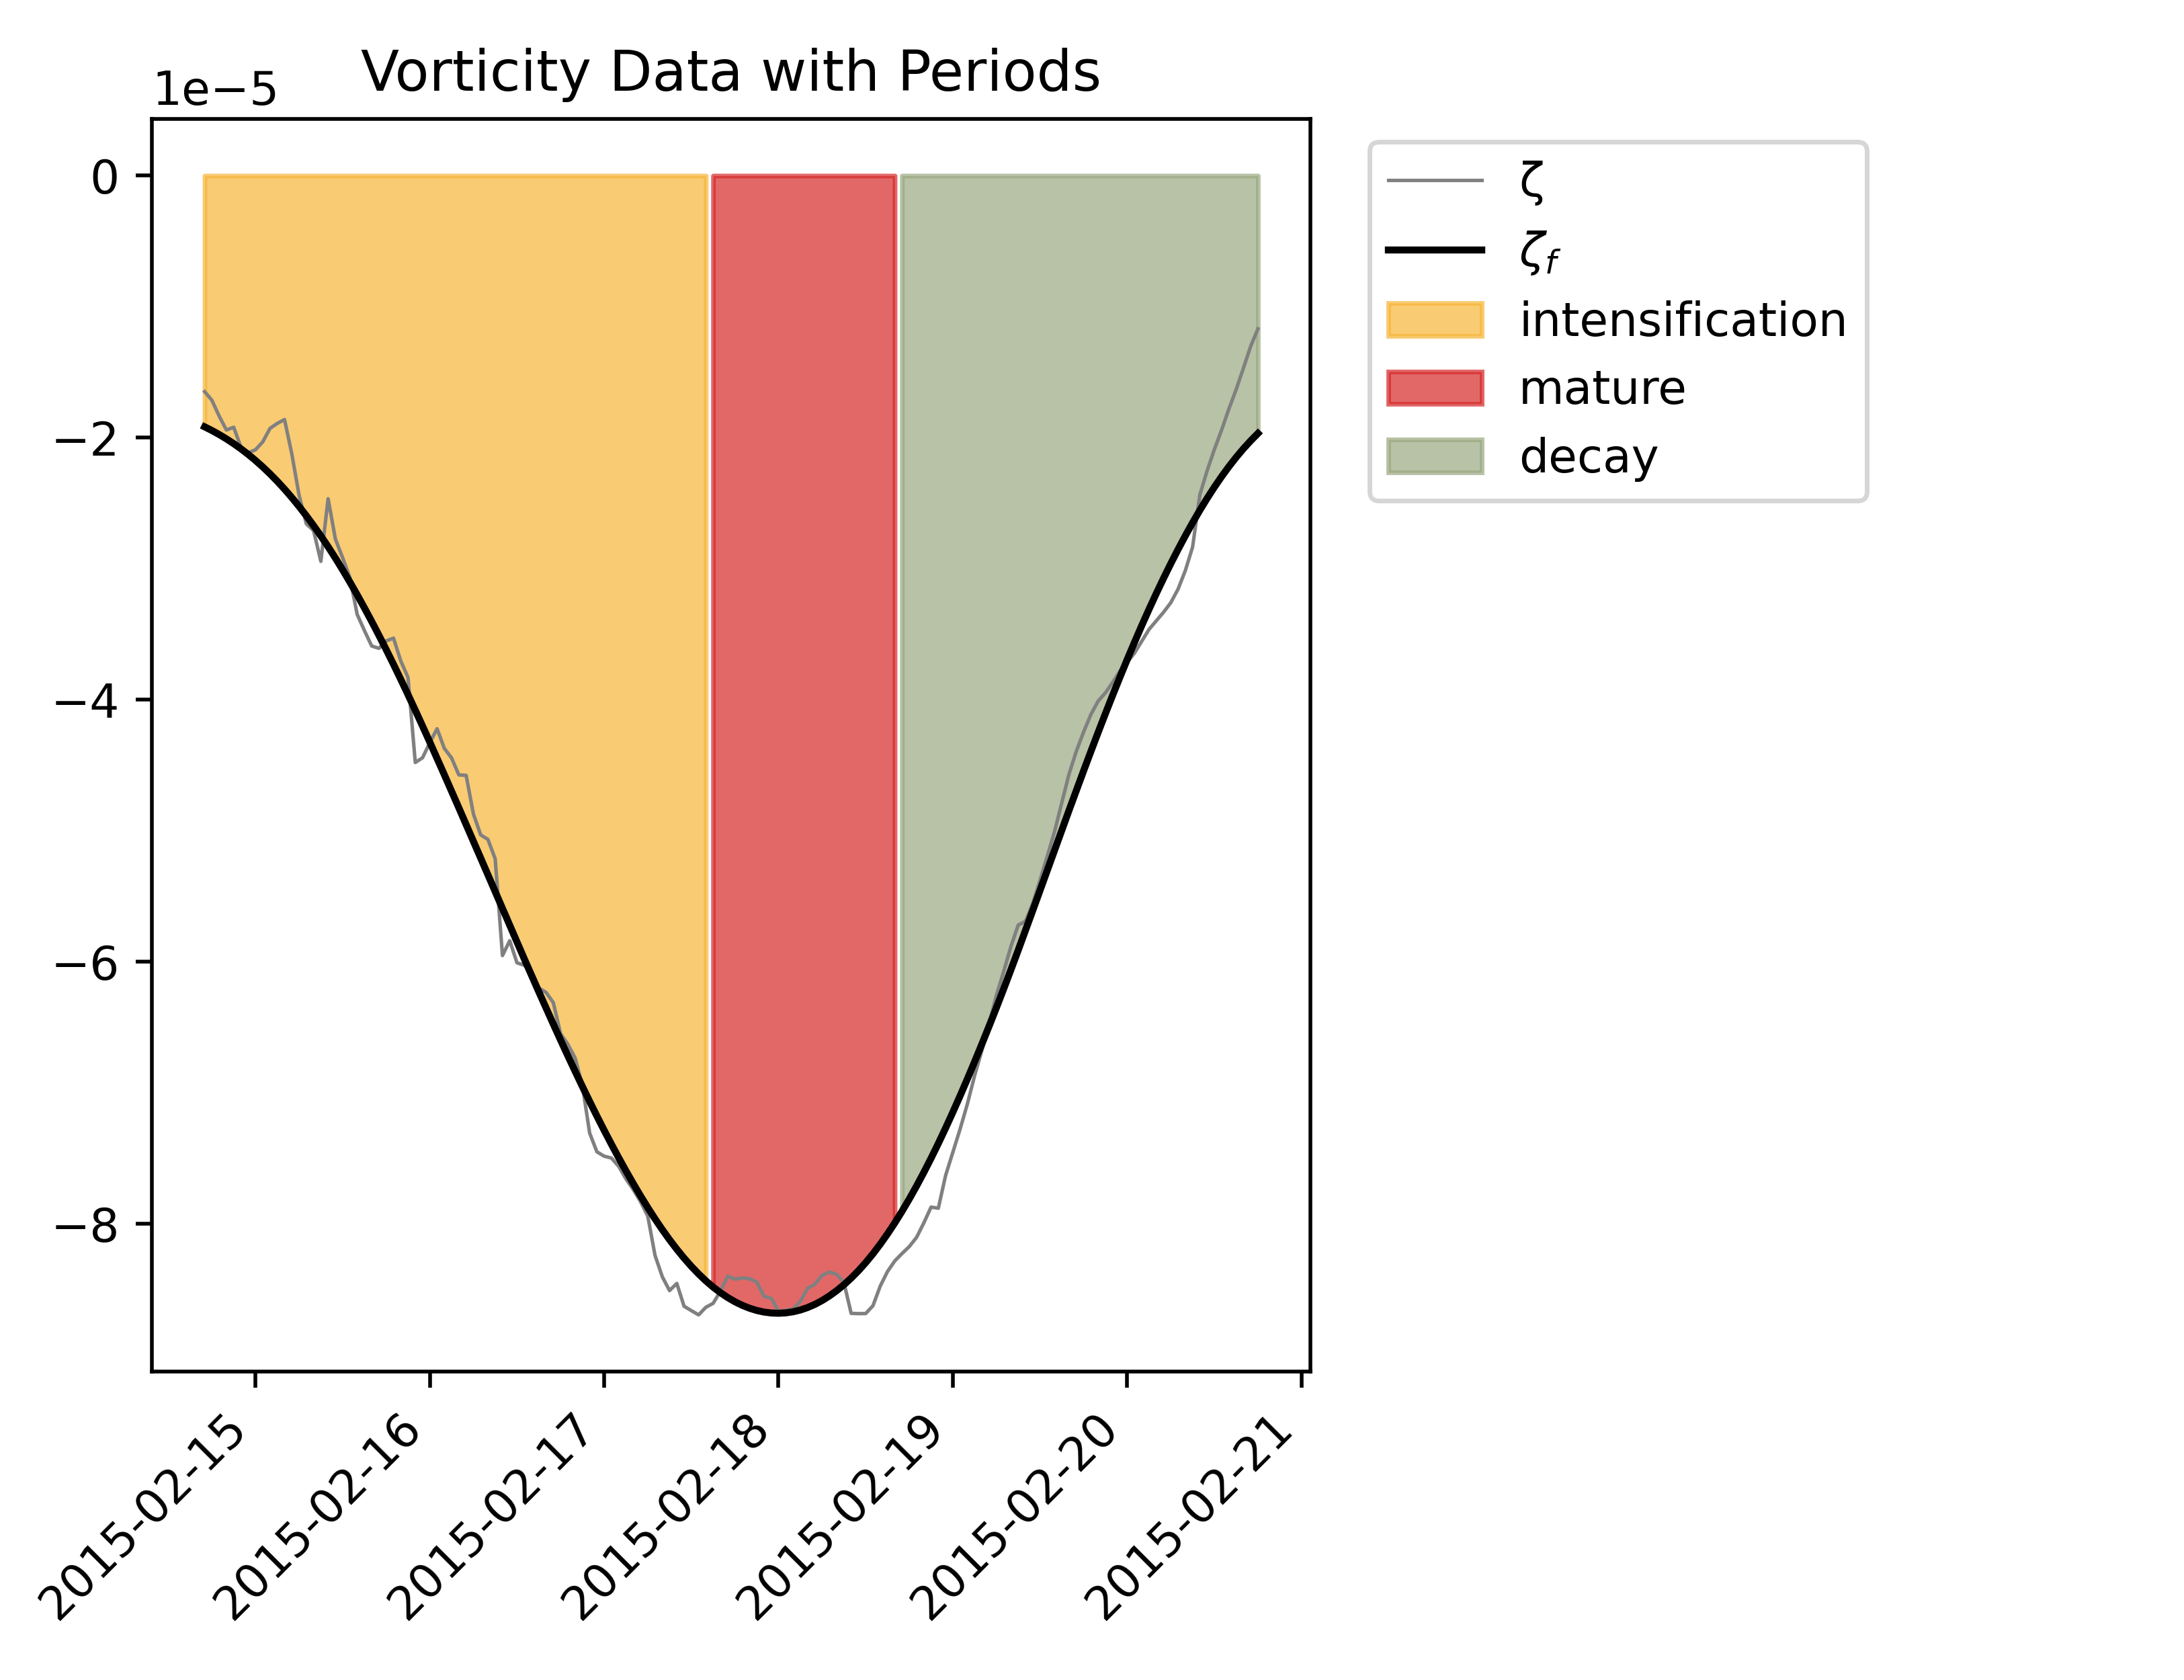 Vorticity Data with Periods
1e−5
0
−2
−4
−6
−8
2015-02-15
2015-02-16
2015-02-17
2015-02-18
2015-02-19
2015-02-20
2015-02-21
ζ
ζf
intensification
mature
decay